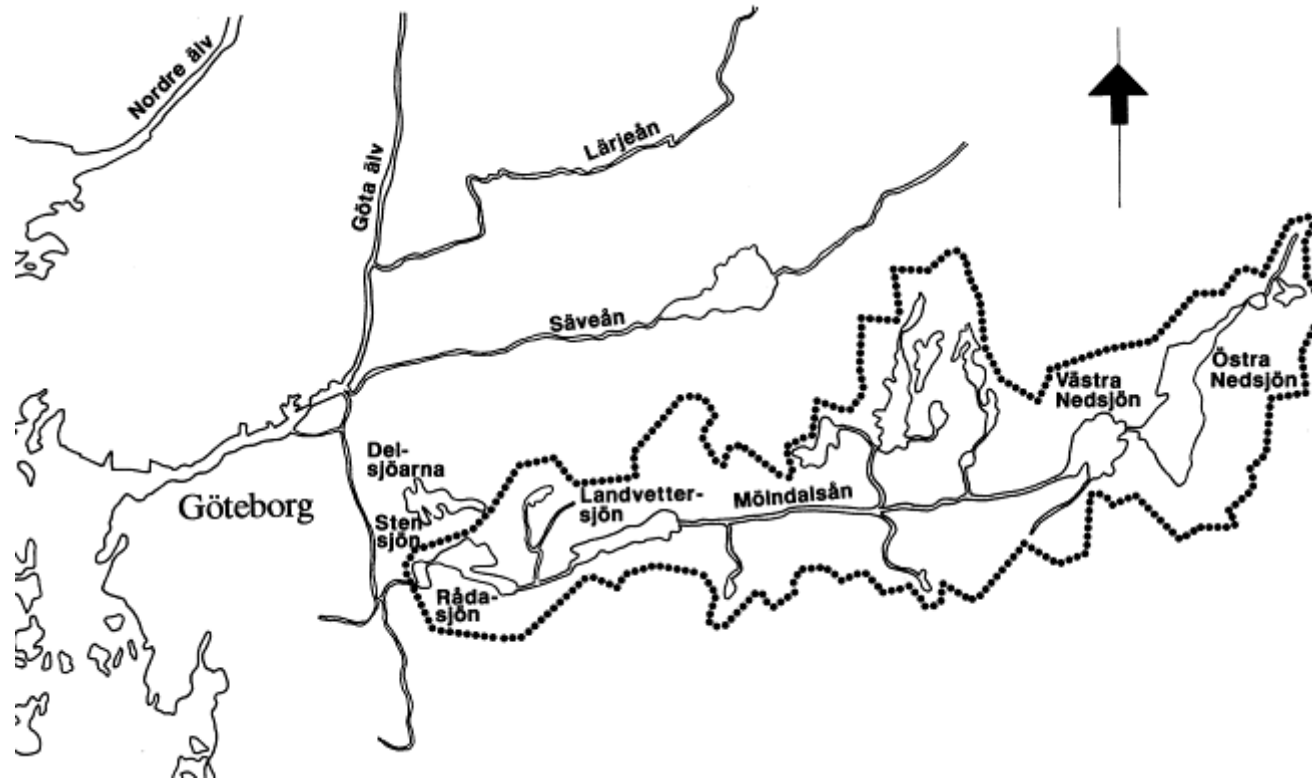 Nordre älv
Göta älv
Lärjeån
Säveån
Östra
Nedsjön
Västra
Nedsjön
Del-
sjöarna
Landvetter-
sjön
Mölndalsån
Göteborg
Sten
sjön
Råda-
sjön